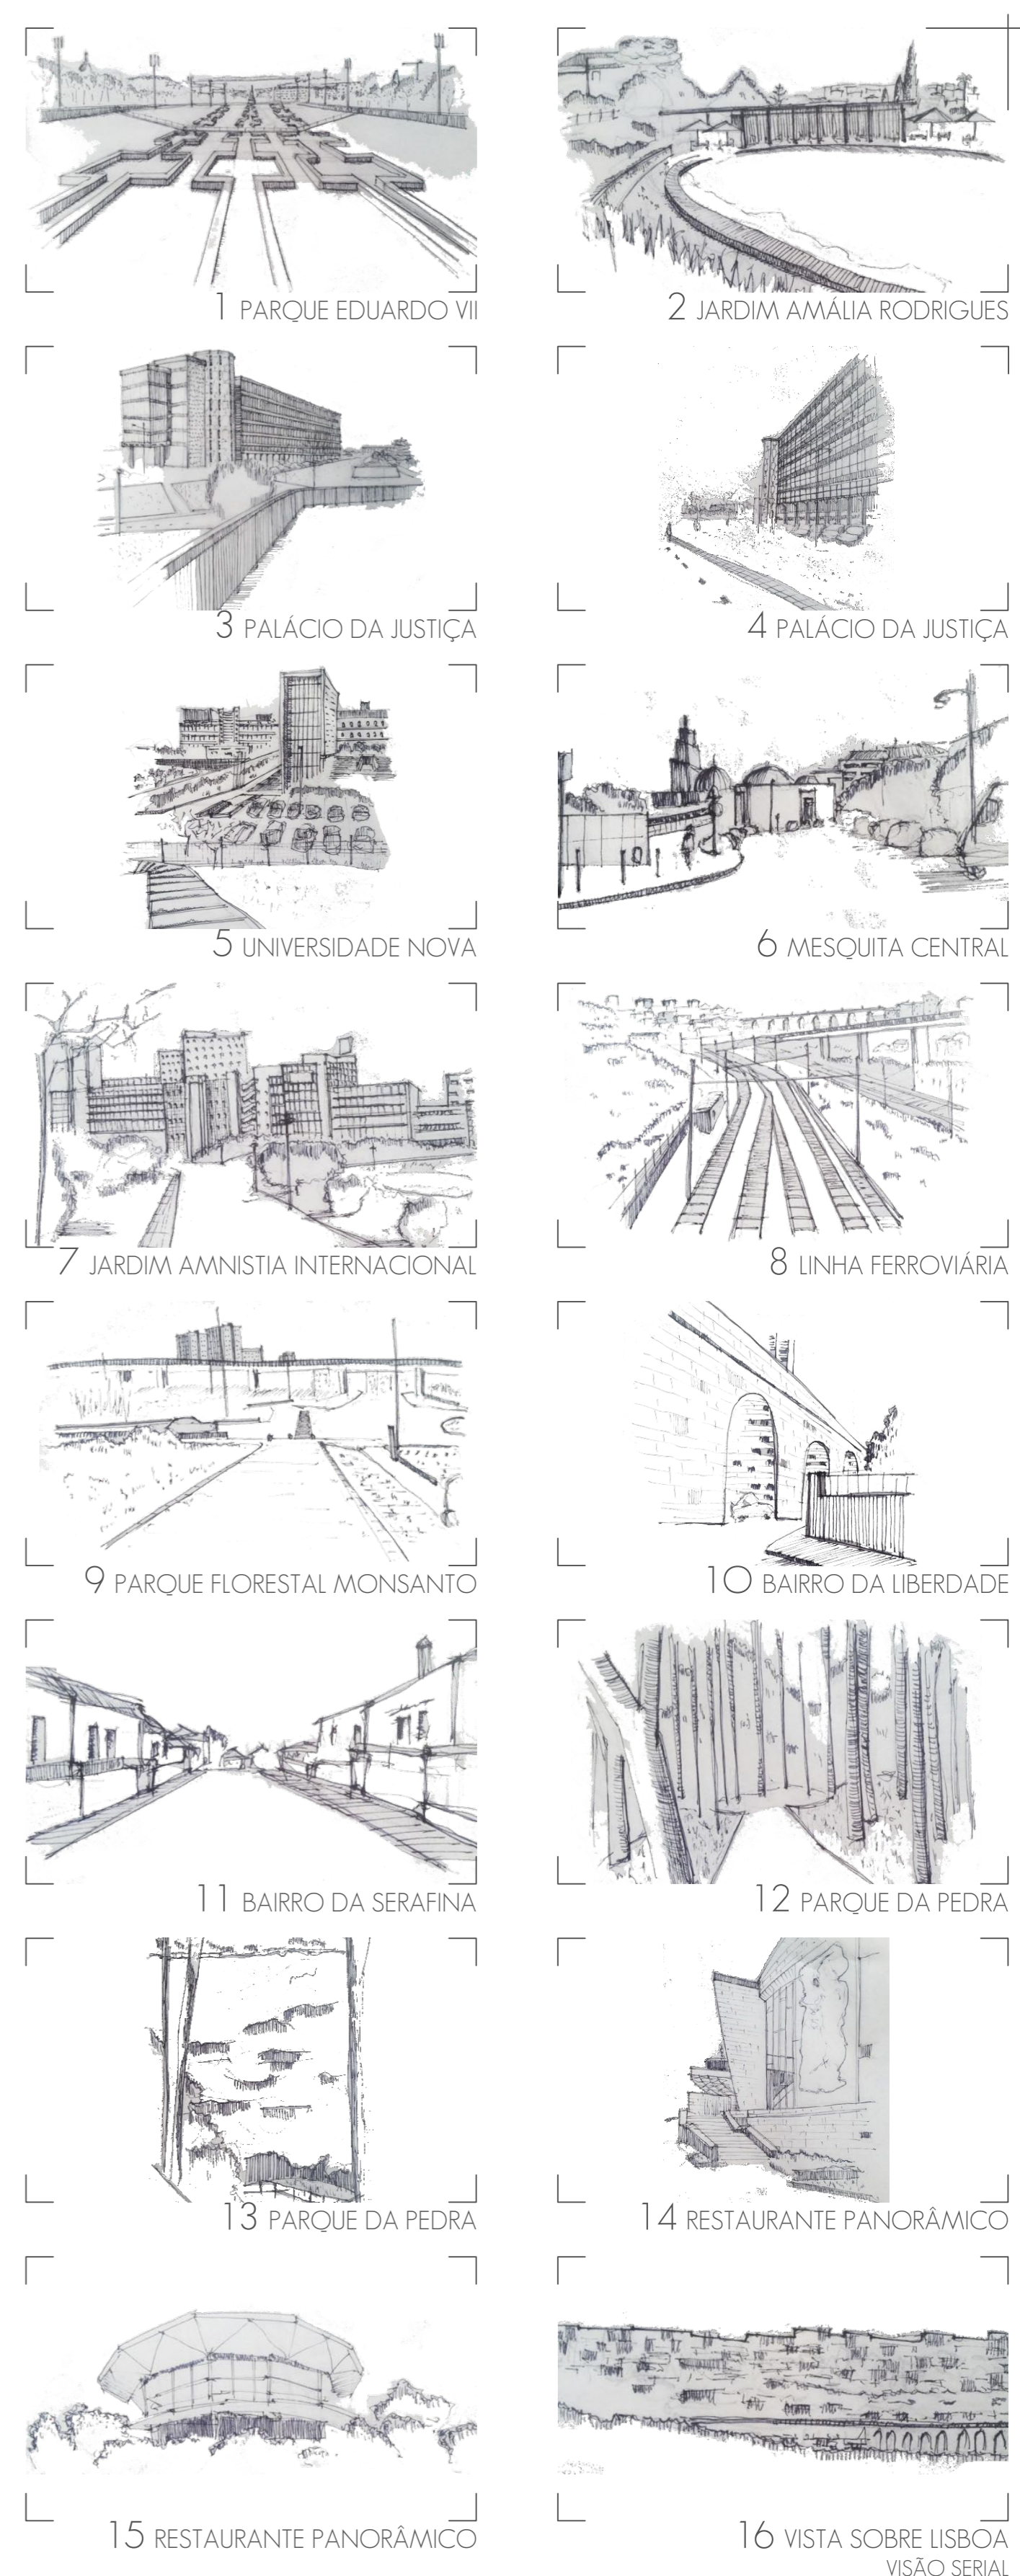 1 PARQUE EDUARDO VII
2 JARDIM AMÁLIA RODRIGUES
3 PALÁCIO DA JUSTIÇA
4 PALÁCIO DA JUSTIÇA
5 UNIVERSIDADE NOVA
6 MESQUITA CENTRAL
7 JARDIM AMNISTIA INTERNACIONAL
8 LINHA FERROVIÁRIA
9 PARQUE FLORESTAL MONSANTO
10 BAIRRO DA LIBERDADE
11 BAIRRO DA SERAFINA
12 PARQUE DA PEDRA
13 PARQUE DA PEDRA
14 RESTAURANTE PANORÂMICO
15 RESTAURANTE PANORÂMICO
16 VISTA SOBRE LISBOA
VISÃO SERIAL